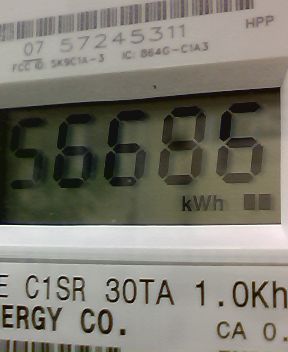 07 57245311
HPP
FCC ID: SK9C1A-3 IC: 864G-C1A3
56686
kWh
E C1SR 30TA 1.0Kh
ERGY CO.
CA 0.